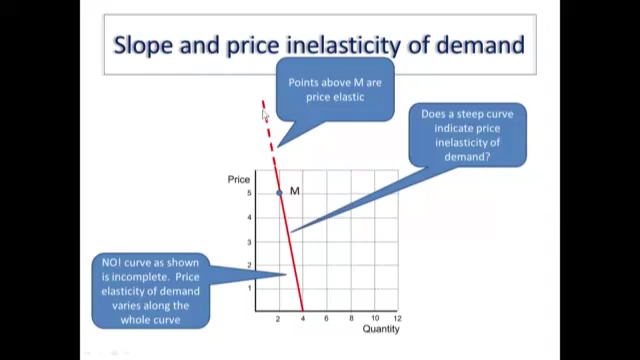 Slope and price inelasticity of demand
Points above M are
price elastic
Does a steep curve
indicate price
inelasticity of
demand?
Price
M
5
4
3
2
1
NO! curve as shown
is incomplete. Price
elasticity of demand
varies along the
whole curve
2 4 6 8 10 12
Quantity